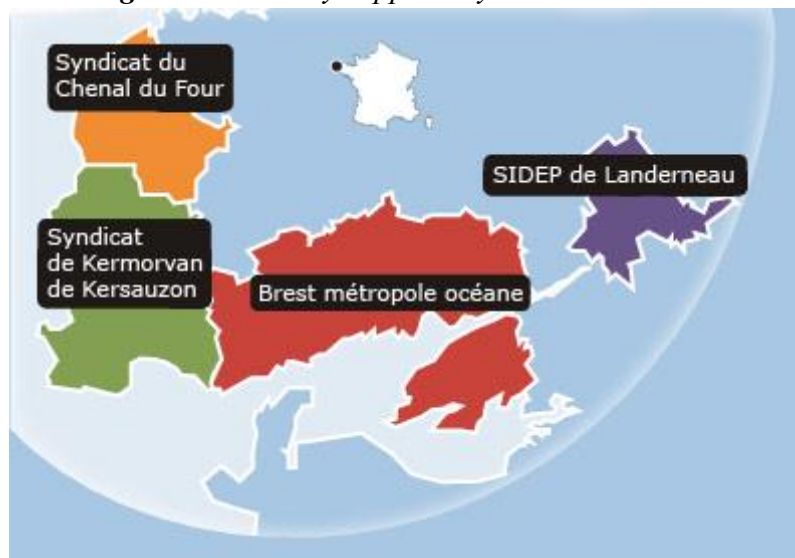 Syndicat du
Chenal du Four
SIDEP de Landerneau
Syndicat
de Kermorvan
de Kersauzon
Brest métropole océane